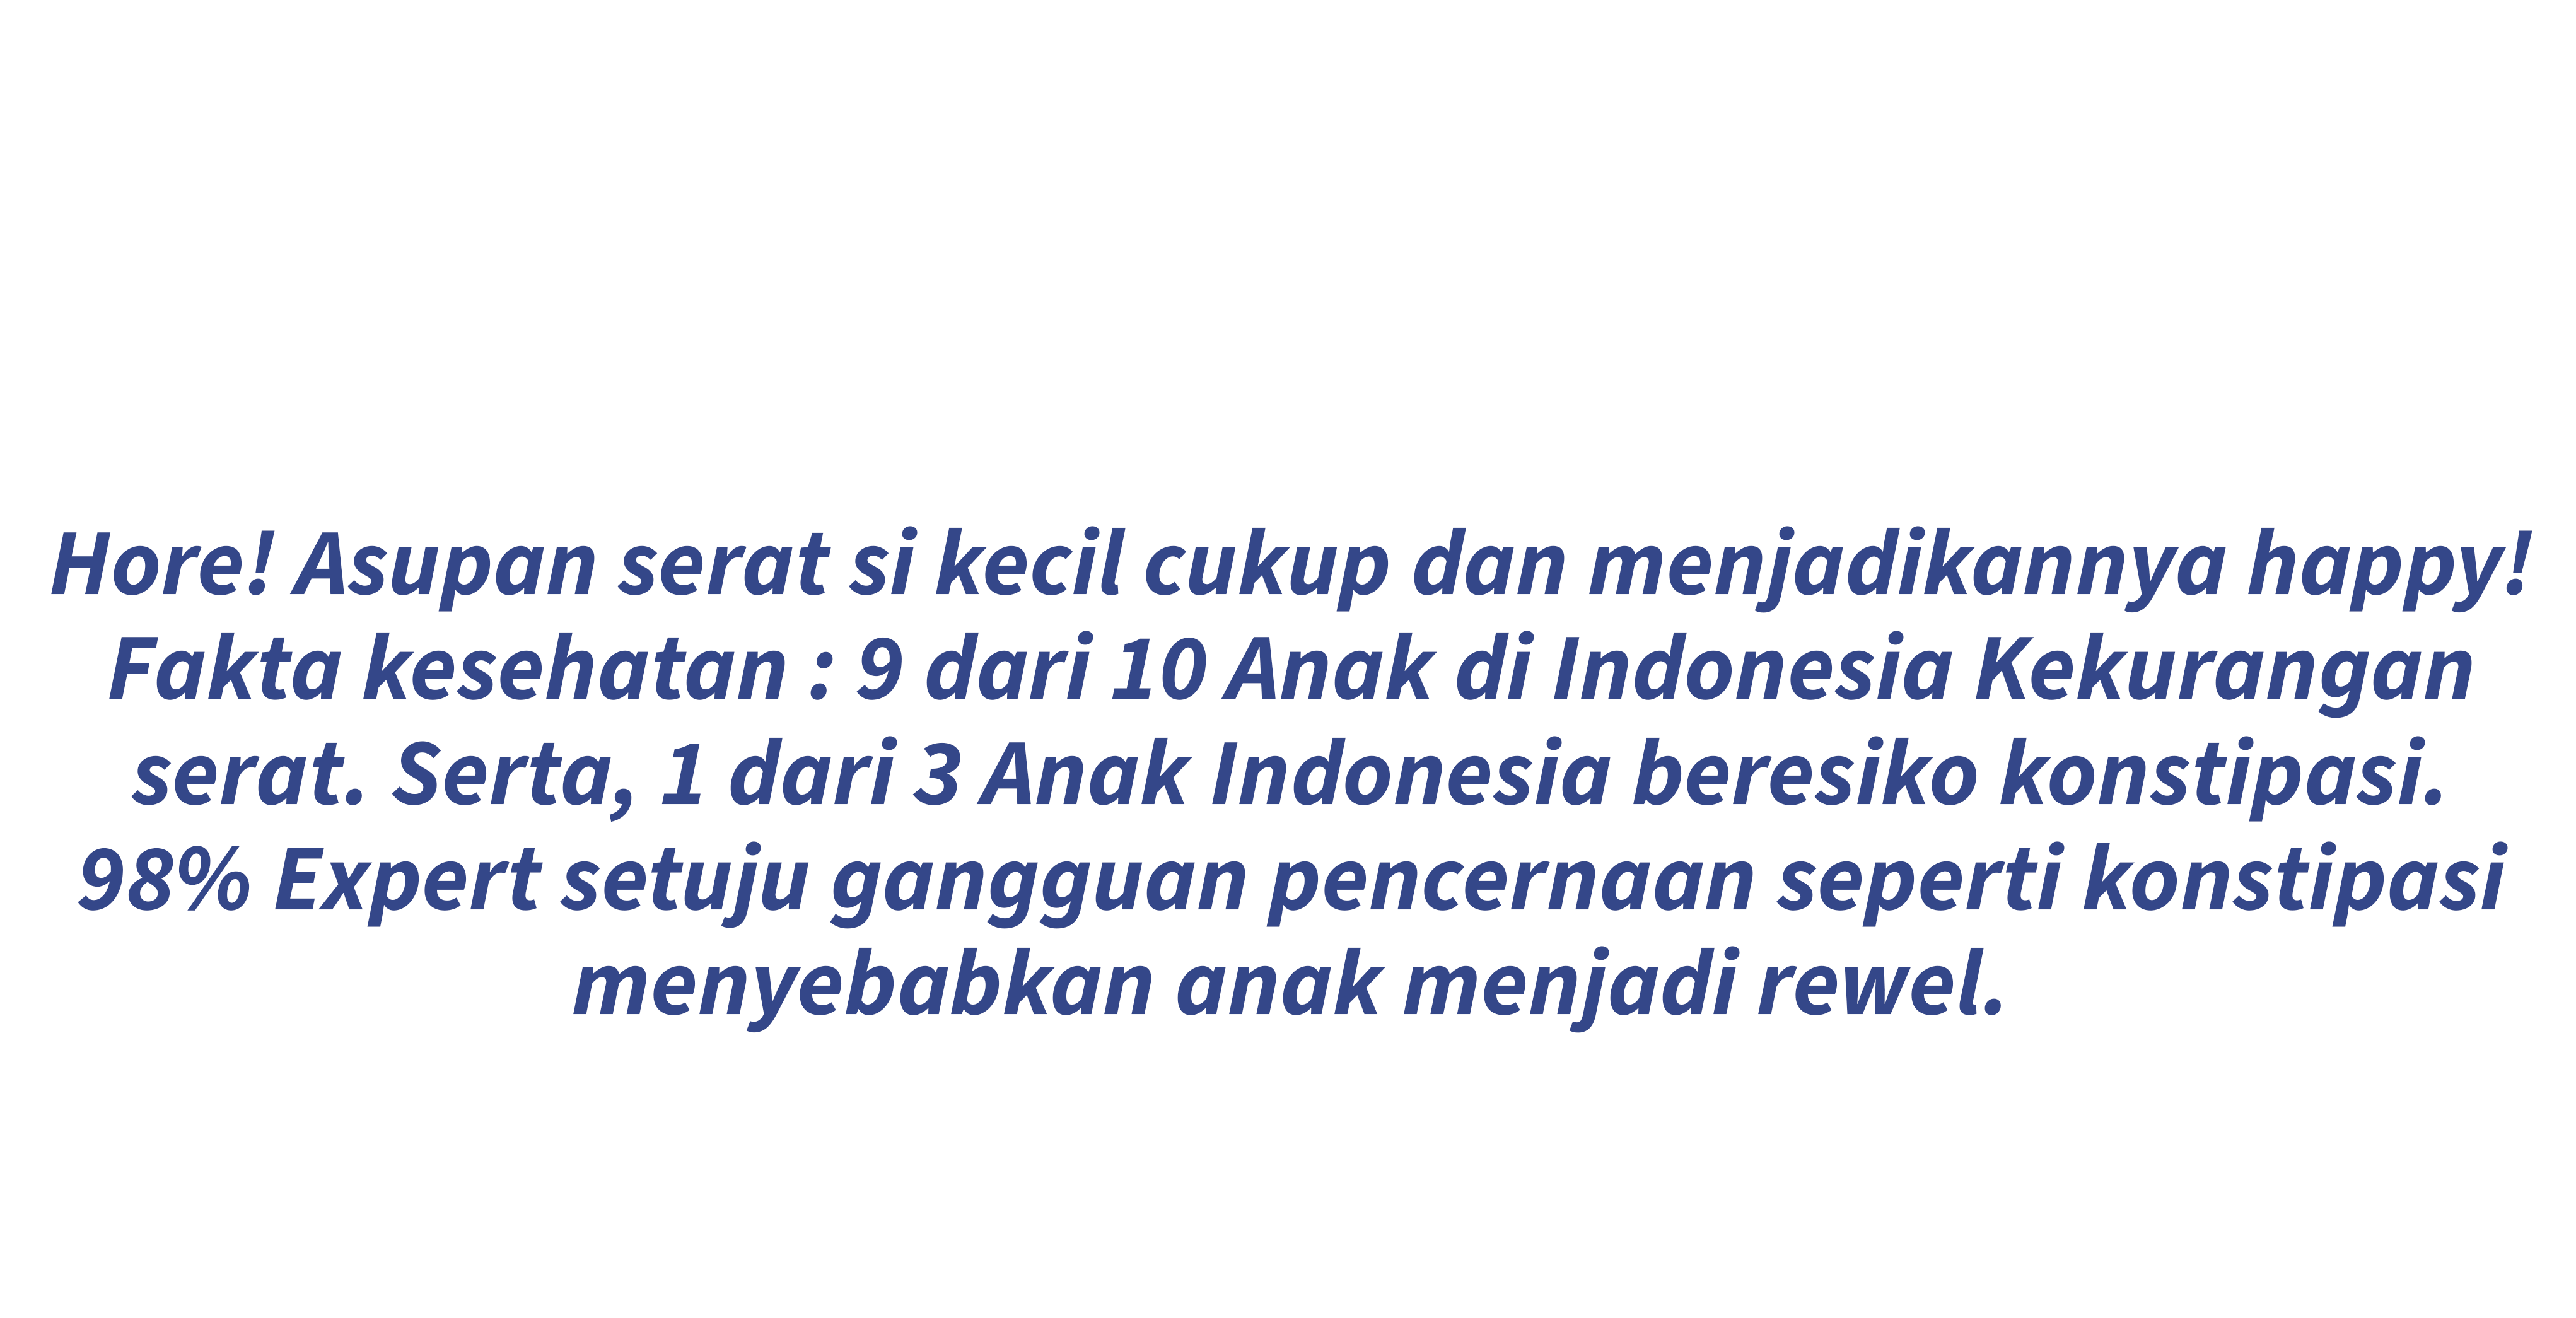 Hore! Asupan serat si kecil cukup dan menjadikannya happy!
Fakta kesehatan : 9 dari 10 Anak di Indonesia Kekurangan
serat. Serta, 1 dari 3 Anak Indonesia beresiko konstipasi.
98% Expert setuju gangguan pencernaan seperti konstipasi
menyebabkan anak menjadi rewel.